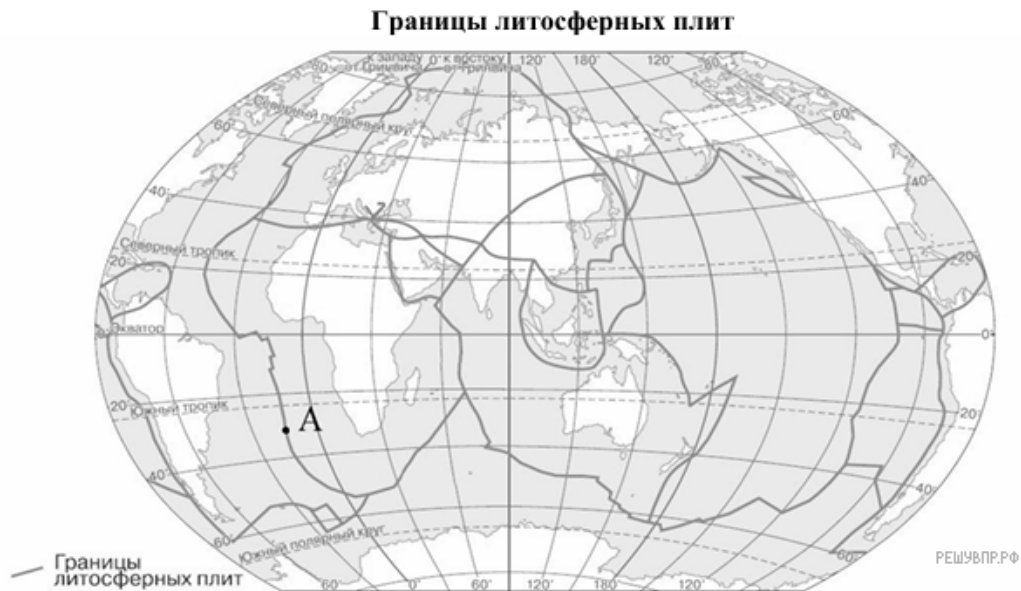 Границы литосферных плит
к западу 0° к востоку 120° 180° 120°
от Гринвича от Гринвича
80° 80°
Северный полярный круг
60° 60°
40° 40°
Северный тропик
20° 20°
Экватор
0° 0°
Южный тропик
20° 20°
А
40° 40°
Южный полярный круг
60° 60°
60° 0° 60° 120° 180° 120°
Границы
литосферных плит
РЕШУВПР.РФ